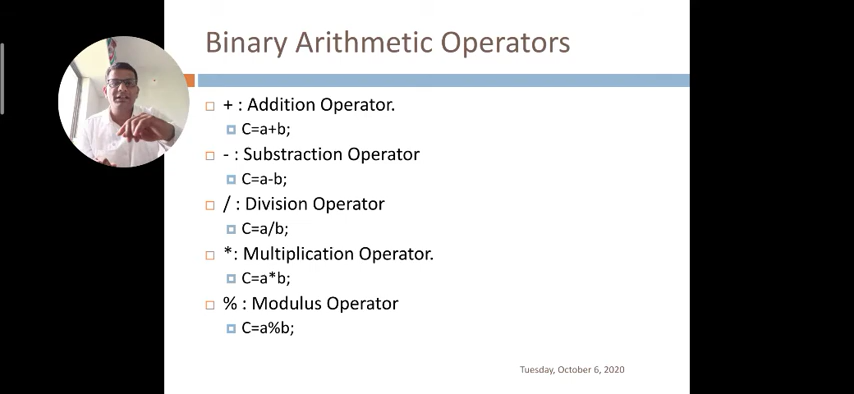 Binary Arithmetic Operators
+ : Addition Operator.
C=a+b;
- : Substraction Operator
C=a-b;
/ : Division Operator
C=a/b;
*: Multiplication Operator.
C=a*b;
% : Modulus Operator
C=a%b;
Tuesday, October 6, 2020